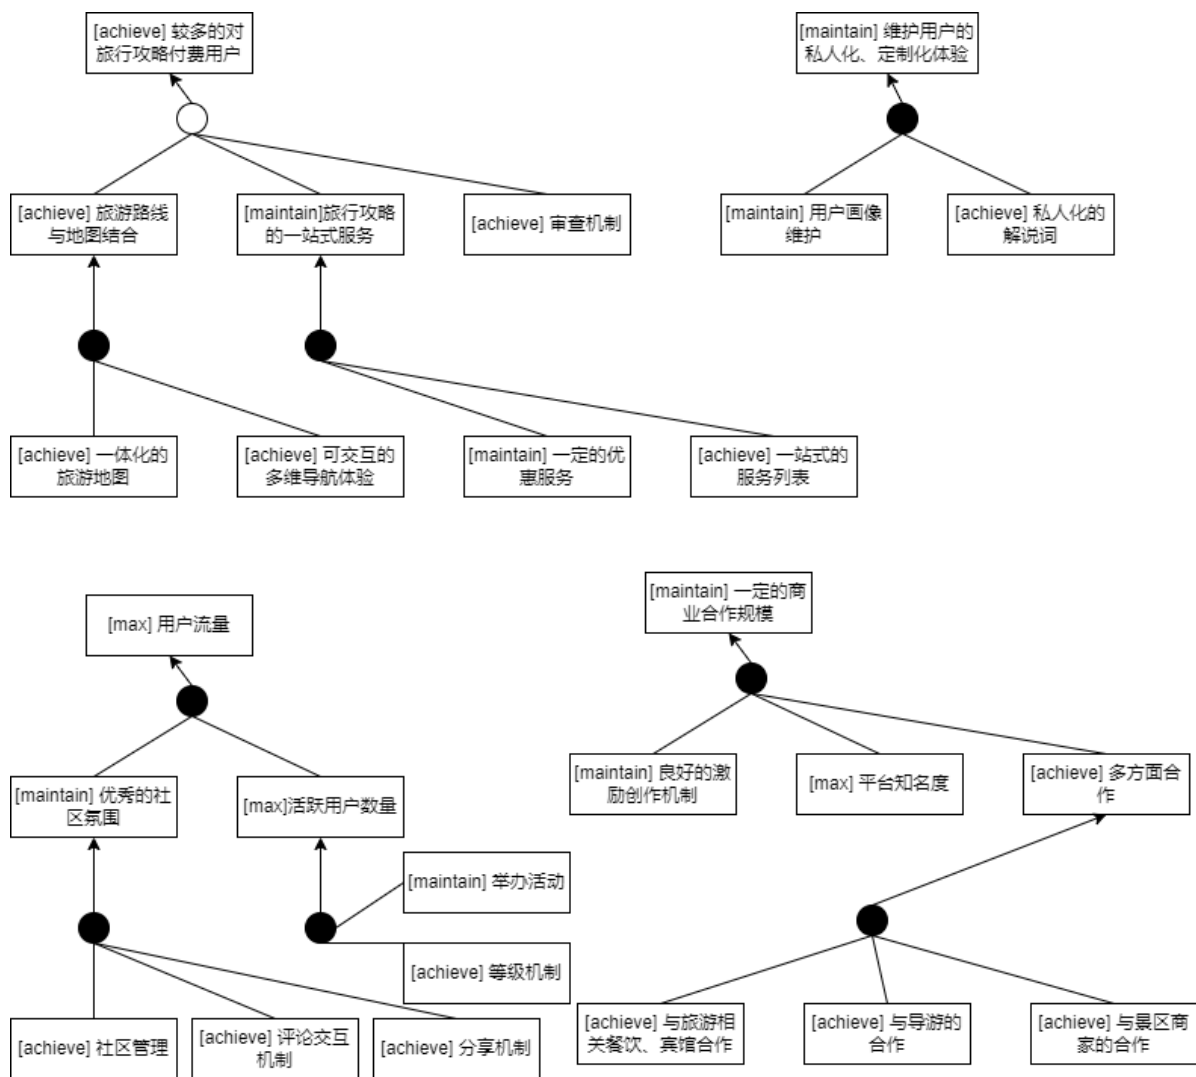 [achieve] 较多的对
旅行攻略付费用户
[maintain] 维护用户的
私人化、定制化体验
[achieve] 旅游路线
与地图结合
[maintain]旅行攻略
的一站式服务
[achieve] 审查机制
[maintain] 用户画像
维护
[achieve] 私人化的
解说词
[achieve] 一体化的
旅游地图
[achieve] 可交互的
多维导航体验
[maintain] 一定的优
惠服务
[achieve] 一站式的
服务列表
[max] 用户流量
[maintain] 一定的商
业合作规模
[maintain] 优秀的社
区氛围
[max]活跃用户数量
[maintain] 良好的激
励创作机制
[max] 平台知名度
[achieve] 多方面合
作
[maintain] 举办活动
[achieve] 等级机制
[achieve] 社区管理
[achieve] 评论交互
机制
[achieve] 分享机制
[achieve] 与旅游相
关餐饮、宾馆合作
[achieve] 与导游的
合作
[achieve] 与景区商
家的合作